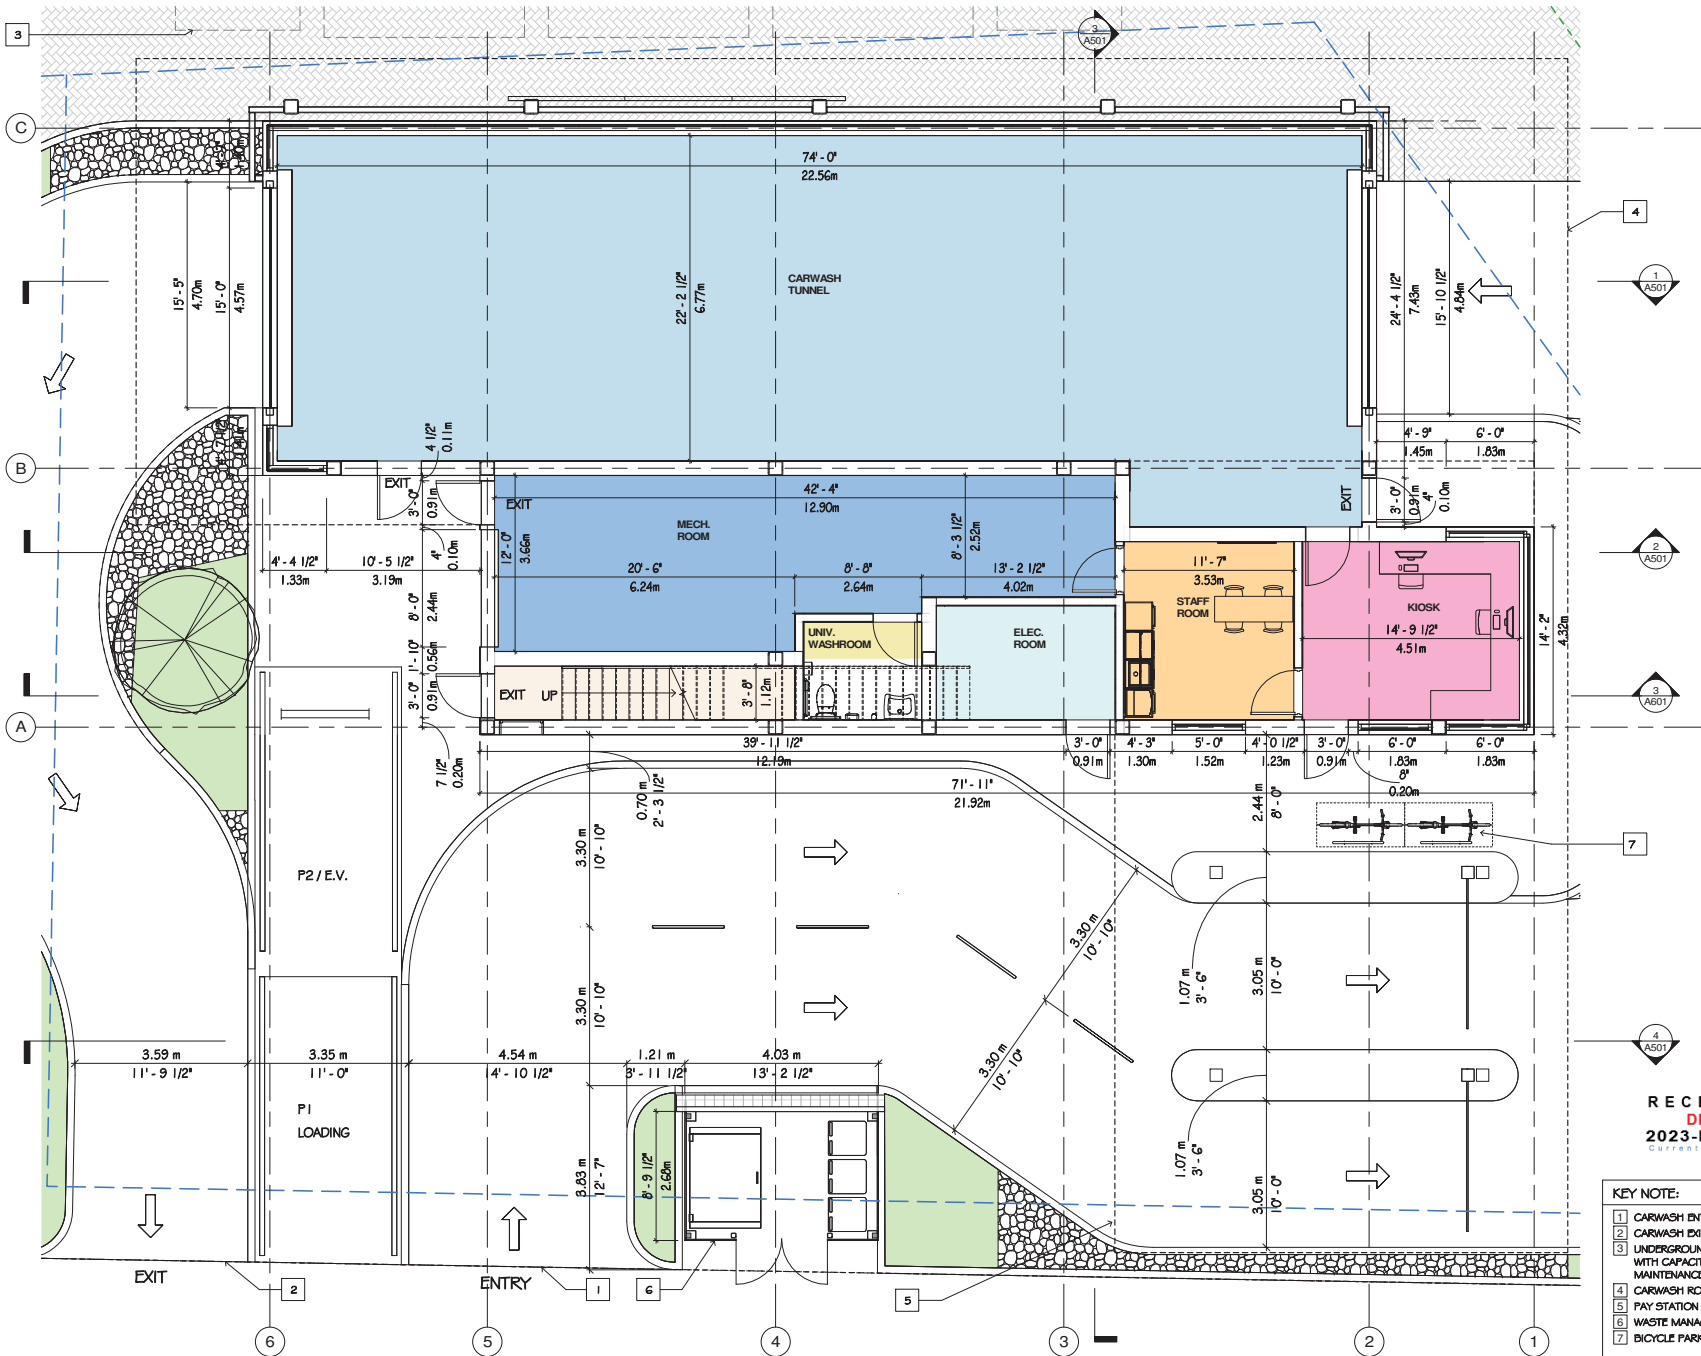 3
3
A501
C
74'-0"
22.56m
4
CARWASH
TUNNEL
22'-2 1/2"
6.77m
15'-5"
4.70m
15'-0"
4.57m
24'-4 1/2"
7.43m
15'-10 1/2"
4.84m
1
A501
4 1/2"
0.11m
4'-9"
1.45m
6'-0"
1.83m
B
EXIT
3'-0"
0.91m
EXIT
42'-4"
12.90m
EXIT
3'-0"
0.91m
4"
0.10m
MECH.
ROOM
12'-0"
3.66m
8'-3 1/2"
2.52m
4"
0.10m
2
A501
4'-4 1/2"
1.33m
10'-5 1/2"
3.19m
20'-6"
6.24m
8'-8"
2.64m
13'-2 1/2"
4.02m
11'-7"
3.53m
STAFF
ROOM
KIOSK
14'-9 1/2"
4.51m
14'-2"
4.32m
8'-0"
2.44m
1'-10"
0.56m
UNIV.
WASHROOM
ELEC.
ROOM
3'-0"
0.91m
EXIT UP
3'-8"
1.12m
3
A601
A
7 1/2"
0.20m
39'-11 1/2"
12.19m
3'-0"
0.91m
4'-3"
1.30m
5'-0"
1.52m
4'-0 1/2"
1.23m
3'-0"
0.91m
6'-0"
1.83m
6'-0"
1.83m
8"
0.20m
71'-11"
21.92m
0.70 m
2'-3 1/2"
2.44 m
8'-0"
3.30 m
10'-10"
7
P2 / E.V.
3.30 m
10'-10"
1.07 m
3'-6"
3.05 m
10'-0"
3.30 m
10'-10"
3.30 m
10'-10"
4
A501
3.59 m
11'-9 1/2"
3.35 m
11'-0"
4.54 m
14'-10 1/2"
1.21 m
3'-11 1/2"
4.03 m
13'-2 1/2"
P1
LOADING
3.83 m
12'-7"
8'-9 1/2"
2.68m
1.07 m
3'-6"
3.05 m
10'-0"
2023-
Current
KEY NOTE:
1 CARWASH
2 CARWASH
3
WITH
4 CARWASH
5 PAY STATION
6 WASTE
7 BICYCLE
EXIT
2
ENTRY
1
6
5
6
5
4
3
2
1